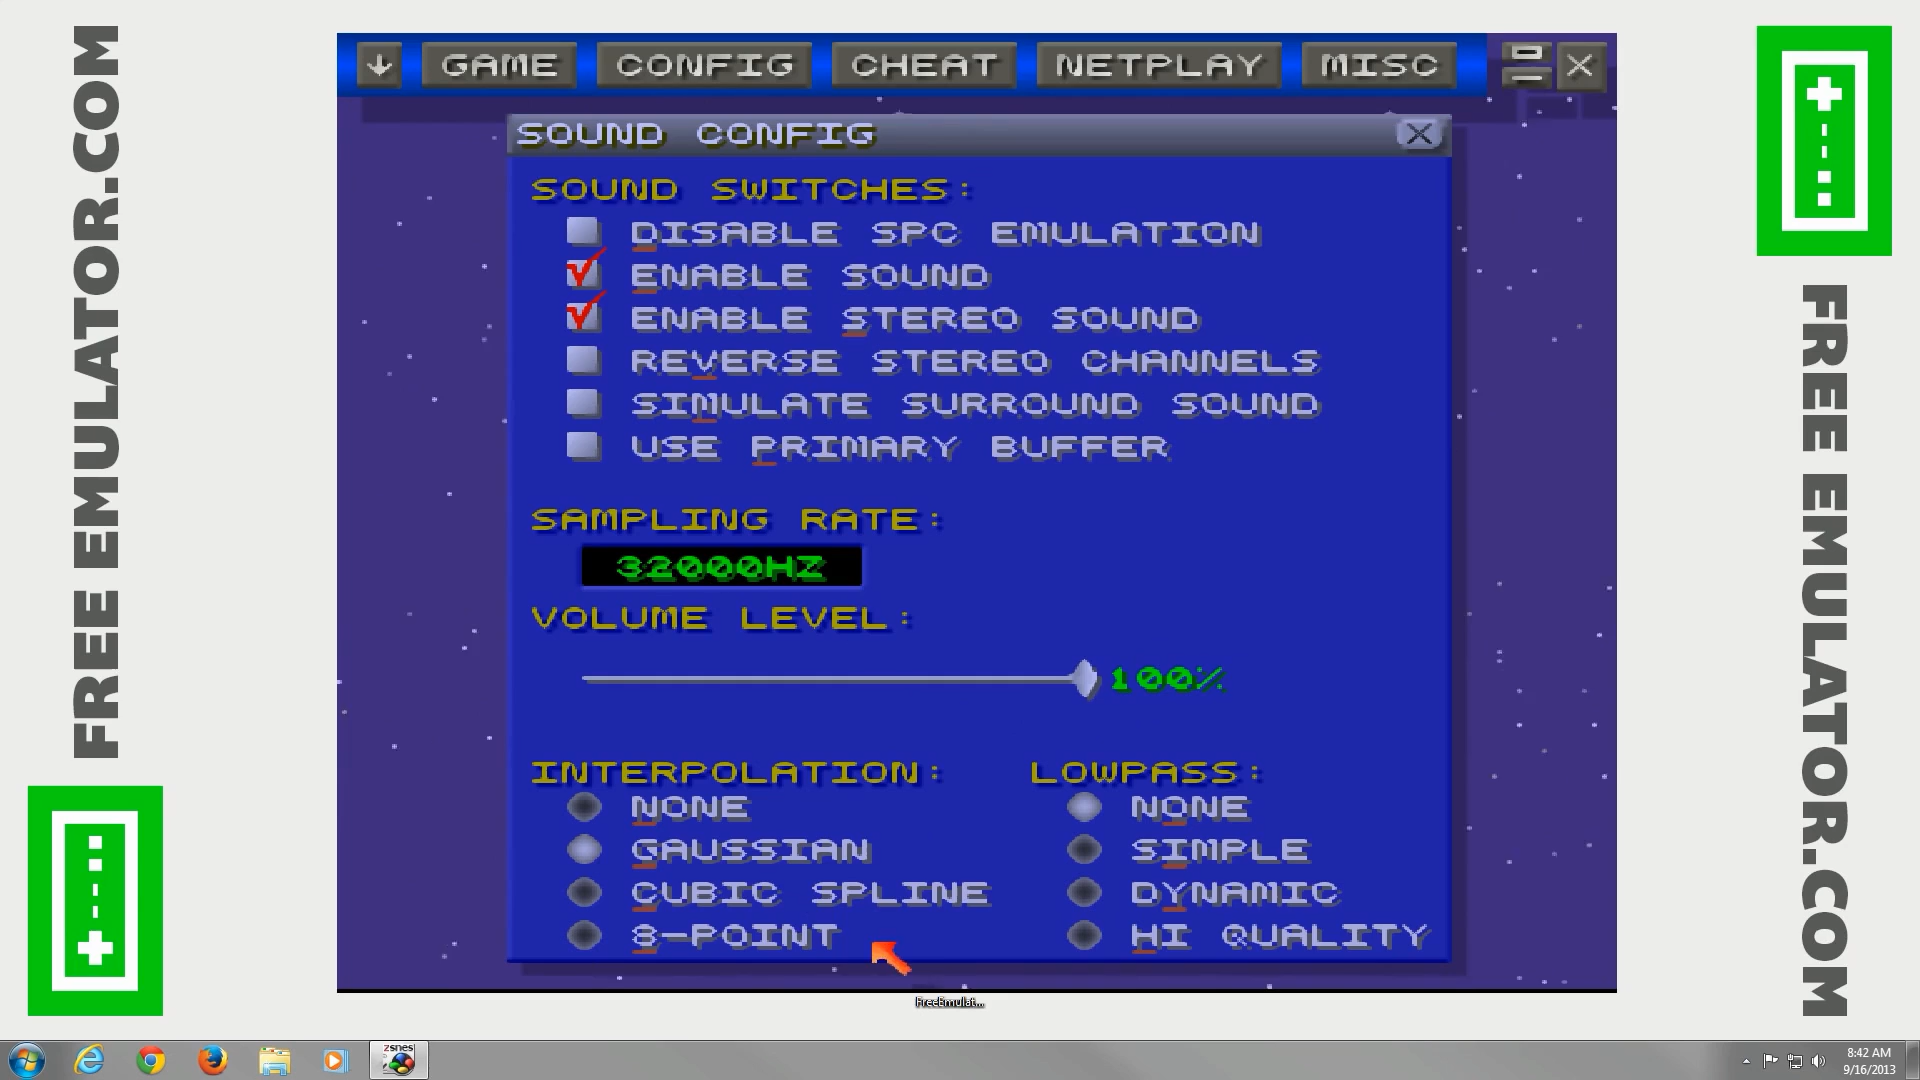 FREE EMULATOR.COM
GAME CONFIG CHEAT NETPLAY MISC
SOUND CONFIG
SOUND SWITCHES:
DISABLE SPC EMULATION
ENABLE SOUND
ENABLE STEREO SOUND
REVERSE STEREO CHANNELS
SIMULATE SURROUND SOUND
USE PRIMARY BUFFER
SAMPLING RATE:
32000HZ
VOLUME LEVEL:
100%
INTERPOLATION:
NONE
GAUSSIAN
CUBIC SPLINE
8-POINT
LOWPASS:
NONE
SIMPLE
DYNAMIC
HI QUALITY
FREE EMULATOR.COM
FreeEmulat...
zsnes
8:42 AM
9/16/2013